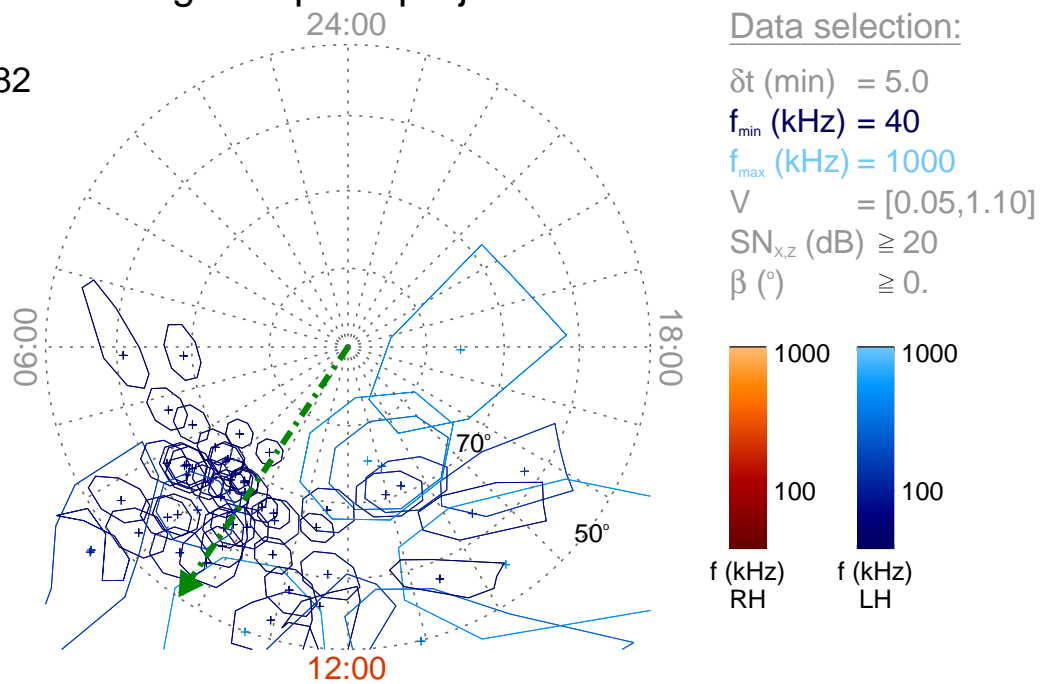 24:00
82
06:00
18:00
70°
50°
12:00
Data selection:
δt (min) = 5.0
fmin (kHz) = 40
fmax (kHz) = 1000
V = [0.05,1.10]
SNX,Z (dB) ≧ 20
β (°) ≧ 0.
1000
1000
100
100
f (kHz)
RH
f (kHz)
LH